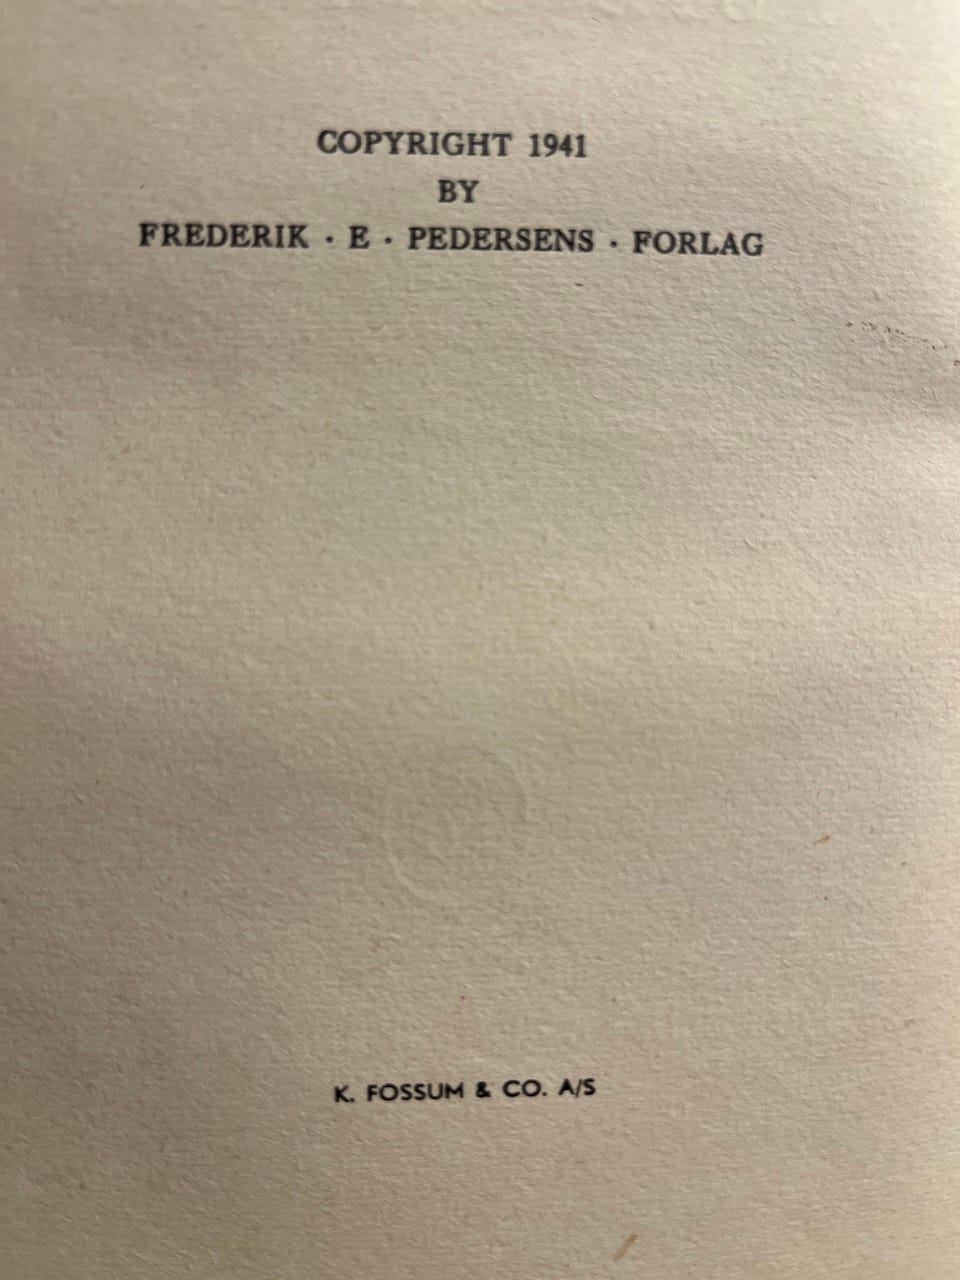 COPYRIGHT 1941
BY
FREDERIK · E · PEDERSENS · FORLAG
K. FOSSUM & CO. A/S